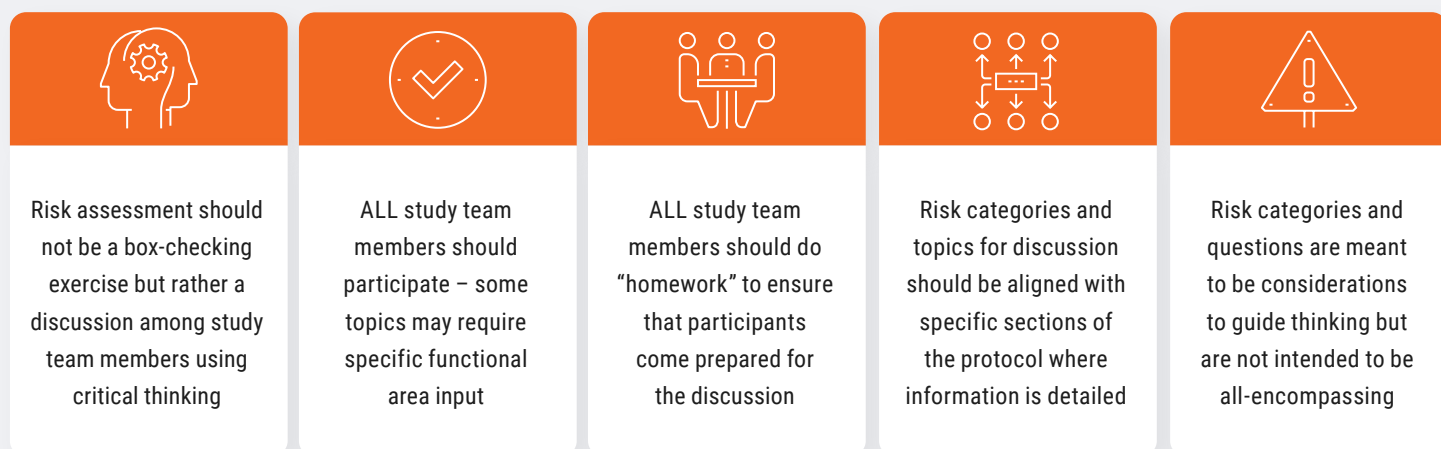 Risk assessment should
not be a box-checking
exercise but rather a
discussion among study
team members using
critical thinking
ALL study team
members should
participate – some
topics may require
specific functional
area input
ALL study team
members should do
“homework” to ensure
that participants
come prepared for
the discussion
Risk categories and
topics for discussion
should be aligned with
specific sections of
the protocol where
information is detailed
Risk categories and
questions are meant
to be considerations
to guide thinking but
are not intended to be
all-encompassing